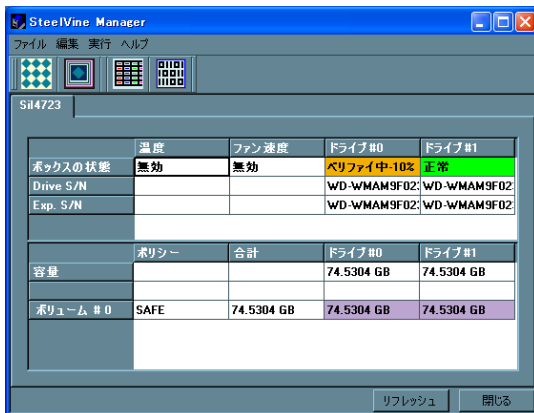 SteelVine Manager
ファイル 編集 実行 ヘルプ
SiI4723
温度 ファン速度 ドライブ#0 ドライブ#1
ボックスの状態 無効 無効 ベリファイ中-10% 正常
Drive S/N WD-WMAM9F02: WD-WMAM9F02:
Exp. S/N WD-WMAM9F02: WD-WMAM9F02:
ポリシー 合計 ドライブ#0 ドライブ#1
容量 74.5304 GB 74.5304 GB
ボリューム # 0 SAFE 74.5304 GB 74.5304 GB 74.5304 GB
リフレッシュ 閉じる